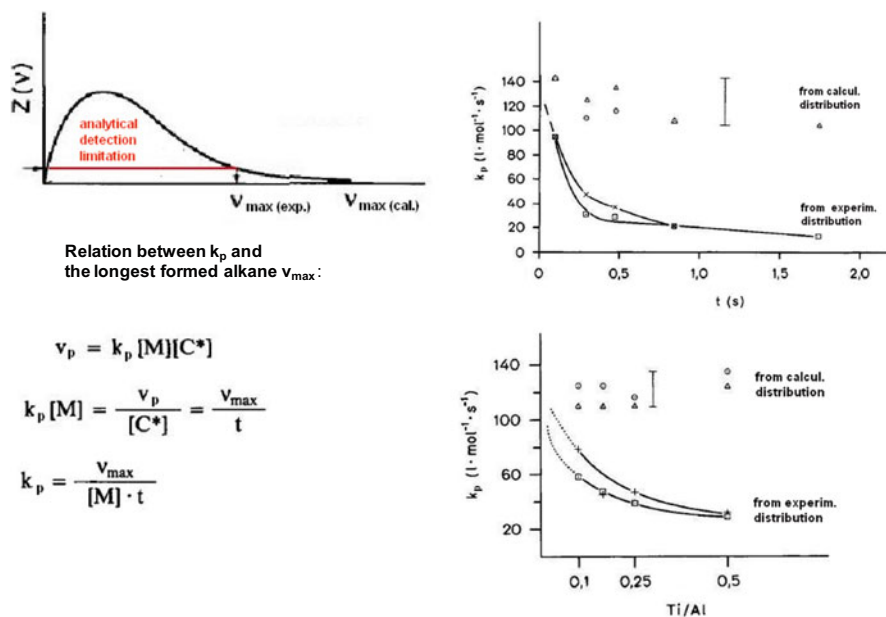 Z(ν)
analytical
detection
limitation
ν max (exp.)
ν max (cal.)
Relation between kp and
the longest formed alkane νmax:
vp = kp [M][C*]
kp [M] = vp / [C*] = νmax / t
kp = νmax / [M] · t
kp (l · mol⁻¹ · s⁻¹)
140
120
100
80
60
40
20
0
0
0,5
1,0
1,5
2,0
t (s)
from calcul.
distribution
from experim.
distribution
kp (l · mol⁻¹ · s⁻¹)
140
100
60
20
0,1
0,25
0,5
Ti/Al
from calcul.
distribution
from experim.
distribution